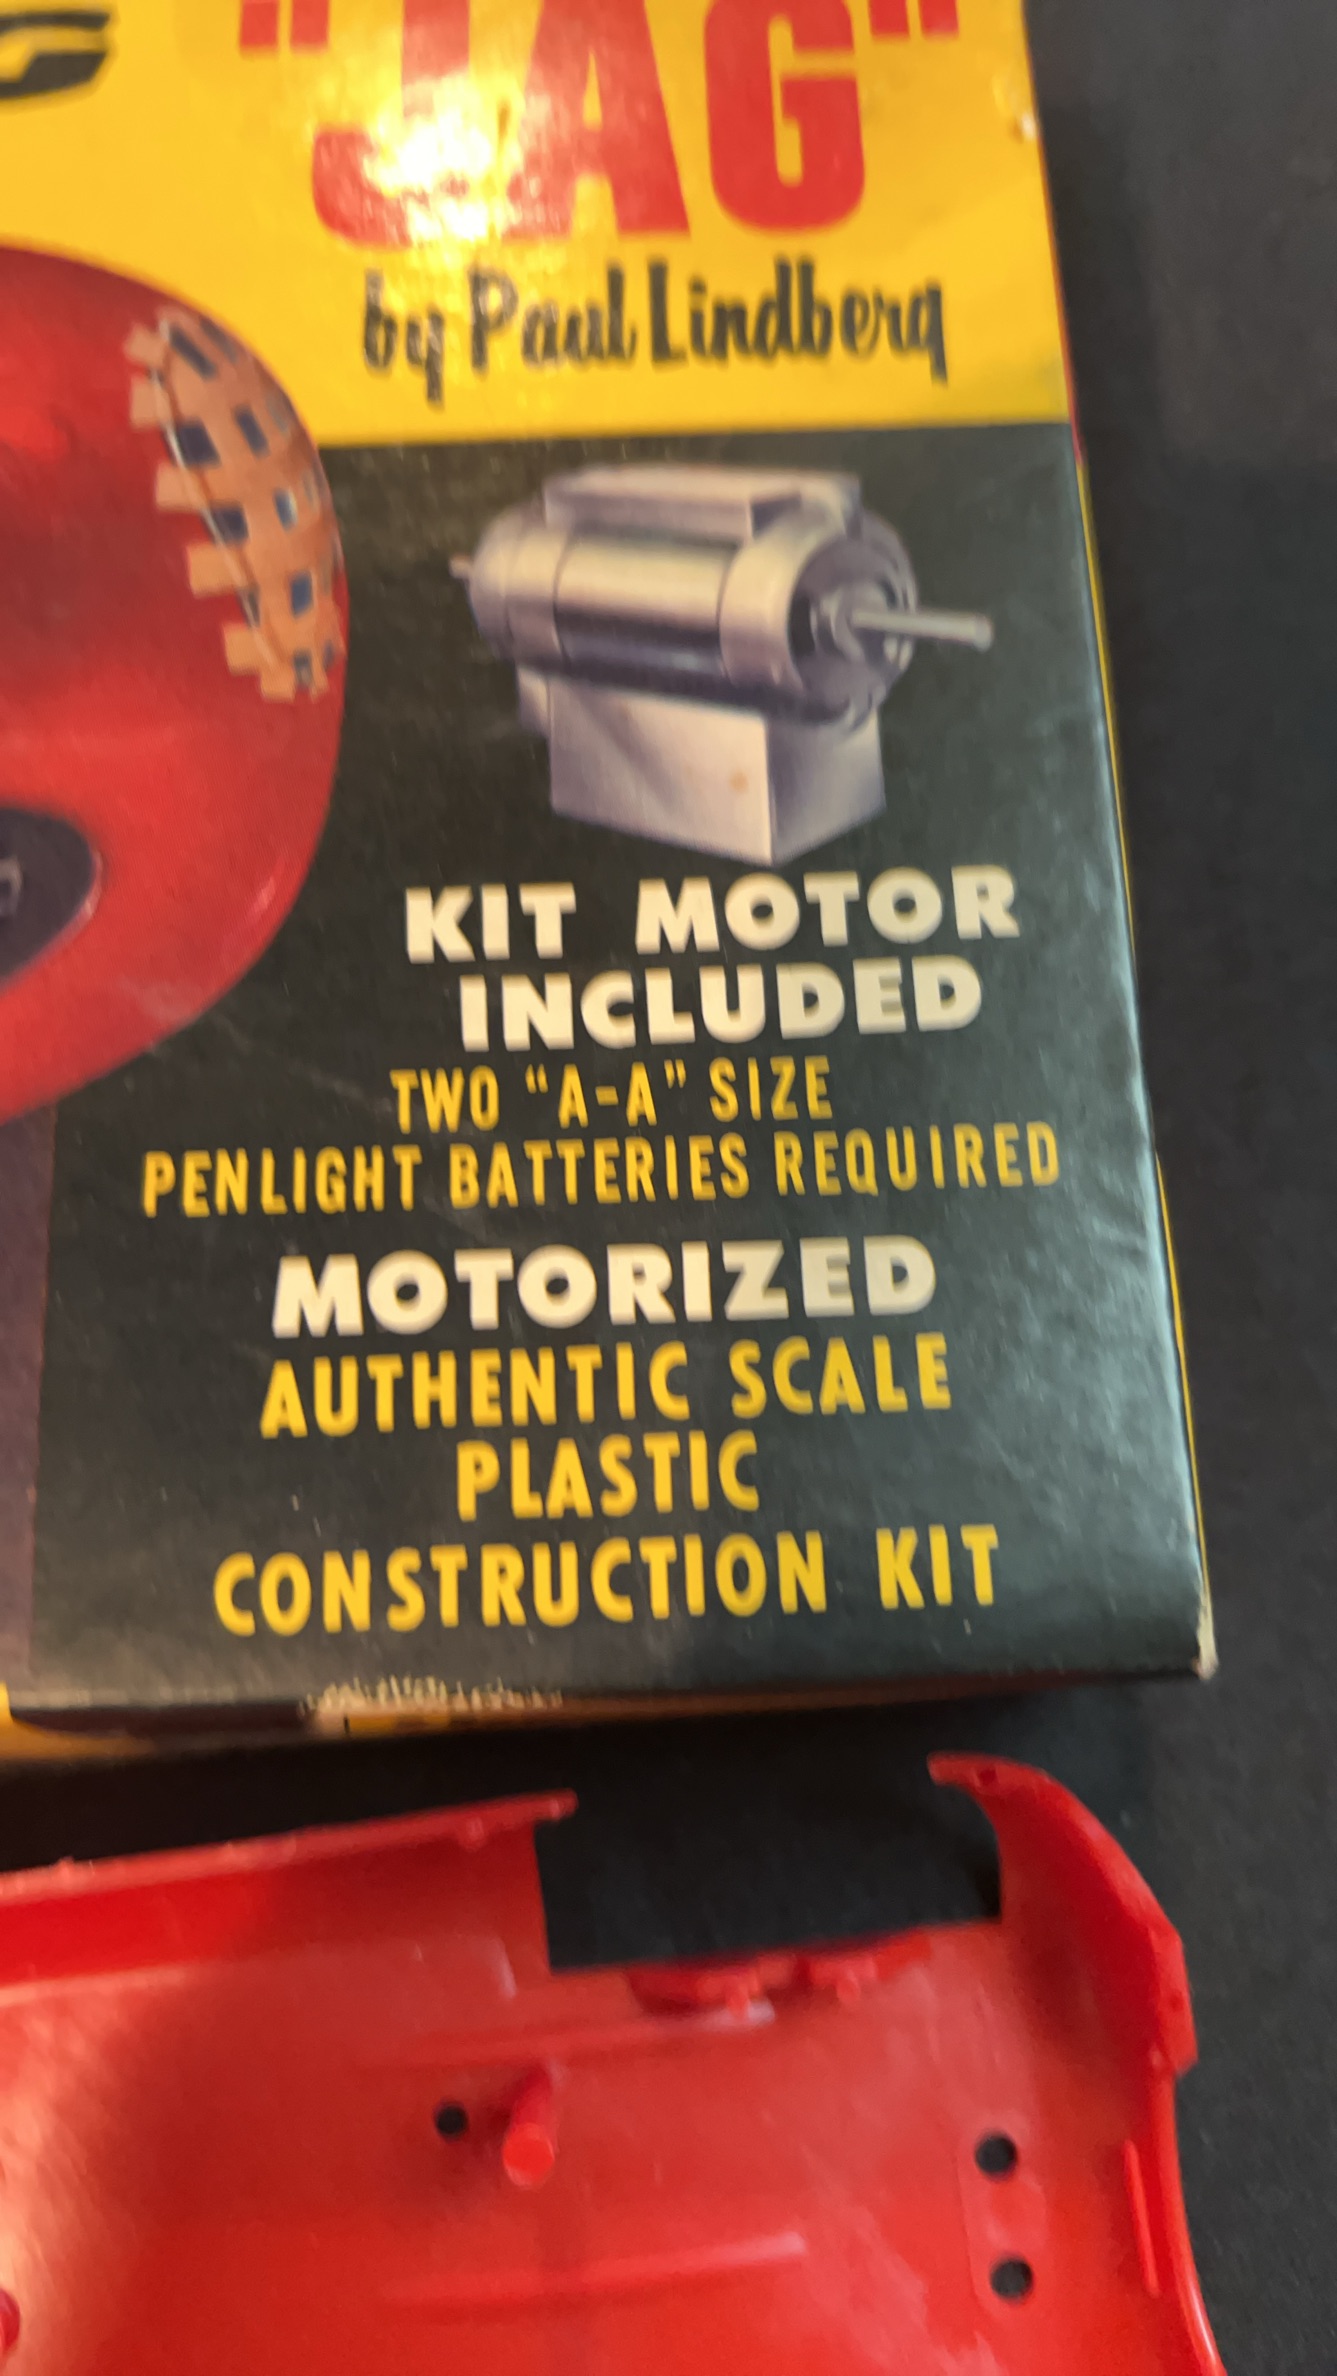 "JAG"
by Paul Lindberg
KIT MOTOR
INCLUDED
TWO "A-A" SIZE
PENLIGHT BATTERIES REQUIRED
MOTORIZED
AUTHENTIC SCALE
PLASTIC
CONSTRUCTION KIT